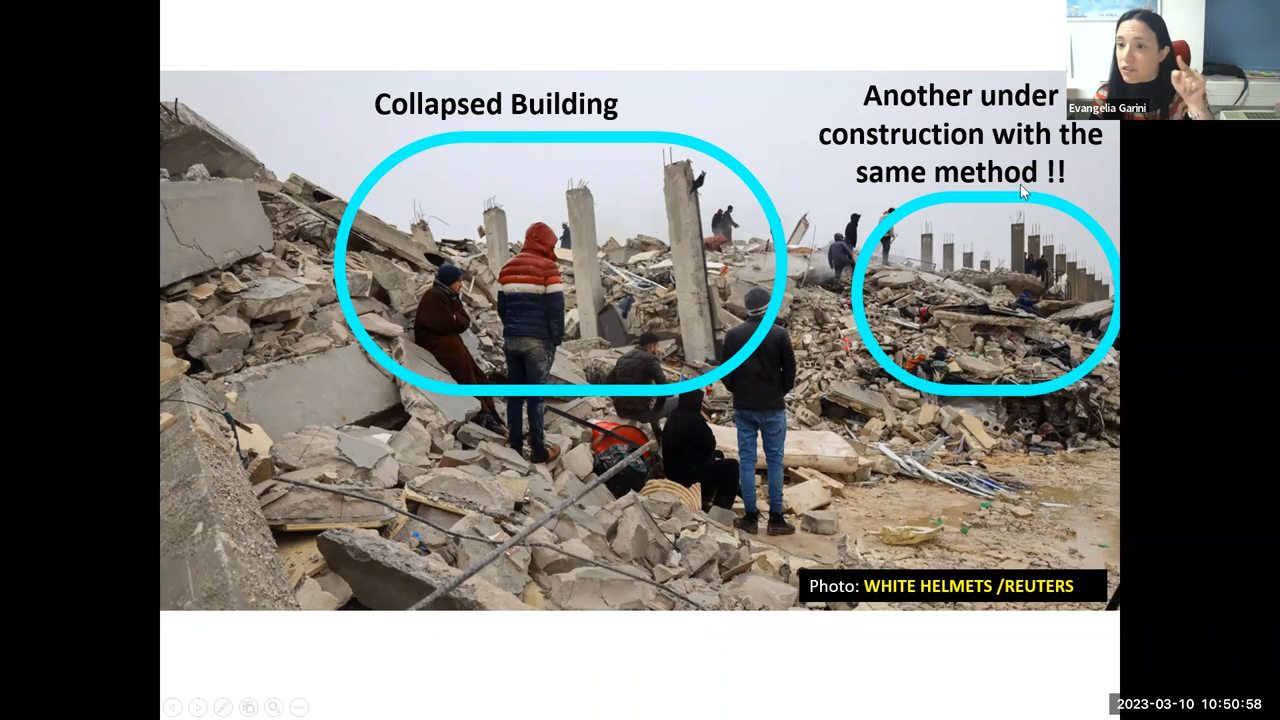 Collapsed Building
Another under
construction with the
same method !!
Evangelia Garini
Photo: WHITE HELMETS /REUTERS
2023-03-10 10:50:58